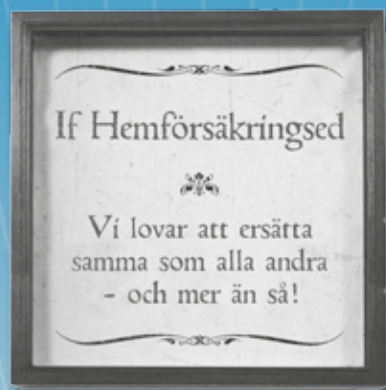 If Hemförsäkringsed
Vi lovar att ersätta
samma som alla andra
- och mer än så!